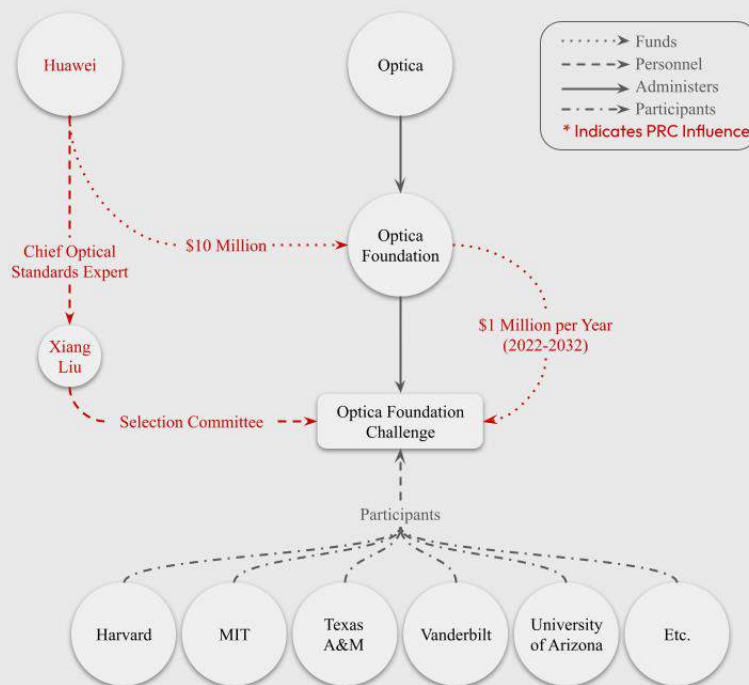 Huawei
Optica
Funds
Personnel
Administers
Participants
* Indicates PRC Influence
Chief Optical
Standards Expert
$10 Million
Optica
Foundation
$1 Million per Year
(2022-2032)
Xiang
Liu
Selection Committee
Optica Foundation
Challenge
Participants
Harvard
MIT
Texas
A&M
Vanderbilt
University
of Arizona
Etc.